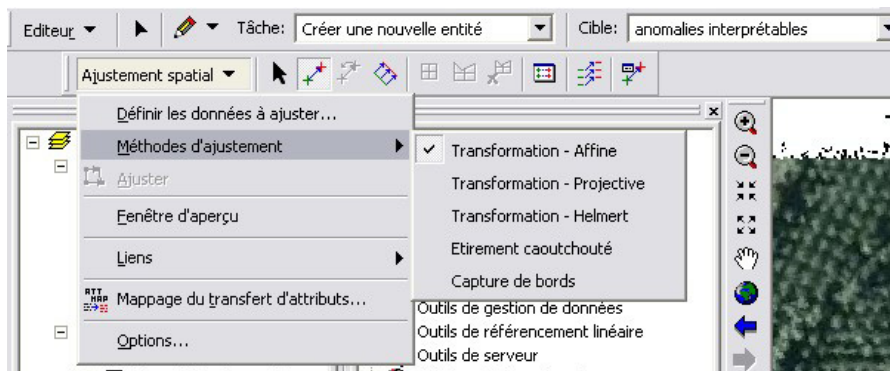 Editeur Tâche: Créer une nouvelle entité Cible: anomalies interprétables
Ajustement spatial
Définir les données à ajuster...
Méthodes d'ajustement
Ajuster
Fenêtre d'aperçu
Liens
ATT
MAP
Mappage du transfert d'attributs...
Options...
Transformation - Affine
Transformation - Projective
Transformation - Helmert
Etirement caoutchouté
Capture de bords
Outils de gestion de données
Outils de référencement linéaire
Outils de serveur